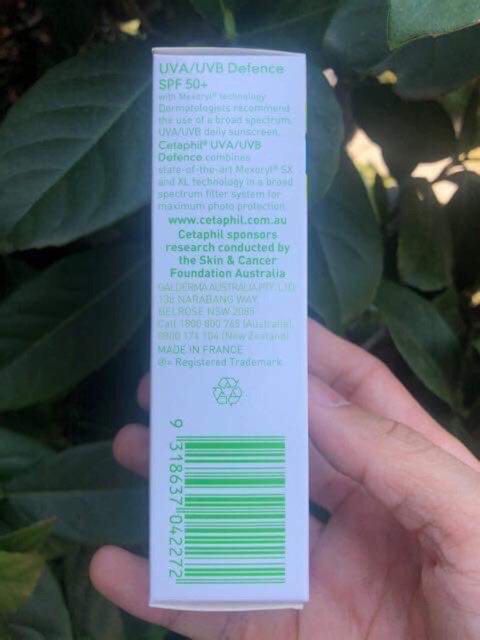 UVA/UVB Defence
SPF 50+
with Mexoryl® technology
Dermatologists recommend
the use of a broad spectrum,
UVA/UVB daily sunscreen.
Cetaphil® UVA/UVB
Defence combines
state-of-the-art Mexoryl® SX
and XL technology in a broad
spectrum filter system for
maximum photo protection.
www.cetaphil.com.au
Cetaphil sponsors
research conducted by
the Skin & Cancer
Foundation Australia
GALDERMA AUSTRALIA PTY. LTD.
13B NARABANG WAY,
BELROSE NSW 2085
Call 1800 800 765 (Australia).
0800 174 104 (New Zealand)
MADE IN FRANCE
®= Registered Trademark
9 318637 042272